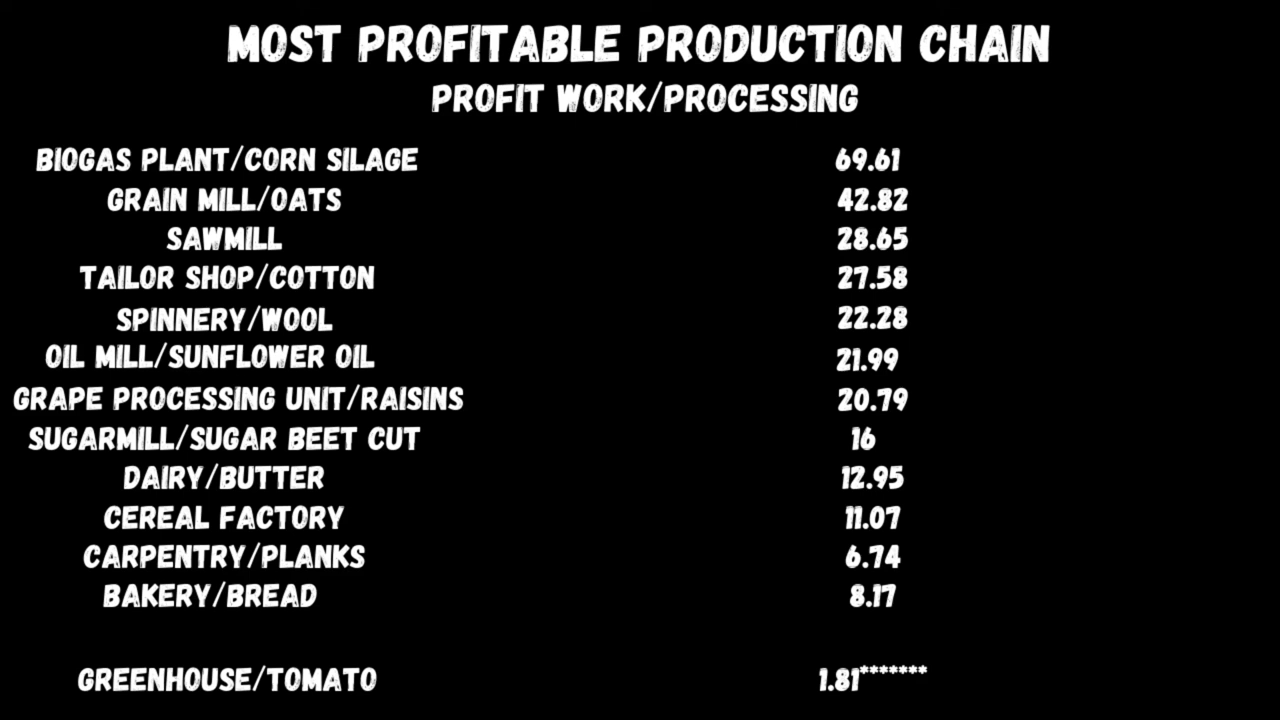 MOST PROFITABLE PRODUCTION CHAIN
PROFIT WORK/PROCESSING
BIOGAS PLANT/CORN SILAGE 69.61
GRAIN MILL/OATS 42.82
SAWMILL 28.65
TAILOR SHOP/COTTON 27.58
SPINNERY/WOOL 22.28
OIL MILL/SUNFLOWER OIL 21.99
GRAPE PROCESSING UNIT/RAISINS 20.79
SUGARMILL/SUGAR BEET CUT 16
DAIRY/BUTTER 12.95
CEREAL FACTORY 11.07
CARPENTRY/PLANKS 6.74
BAKERY/BREAD 8.17
GREENHOUSE/TOMATO 1.81*******